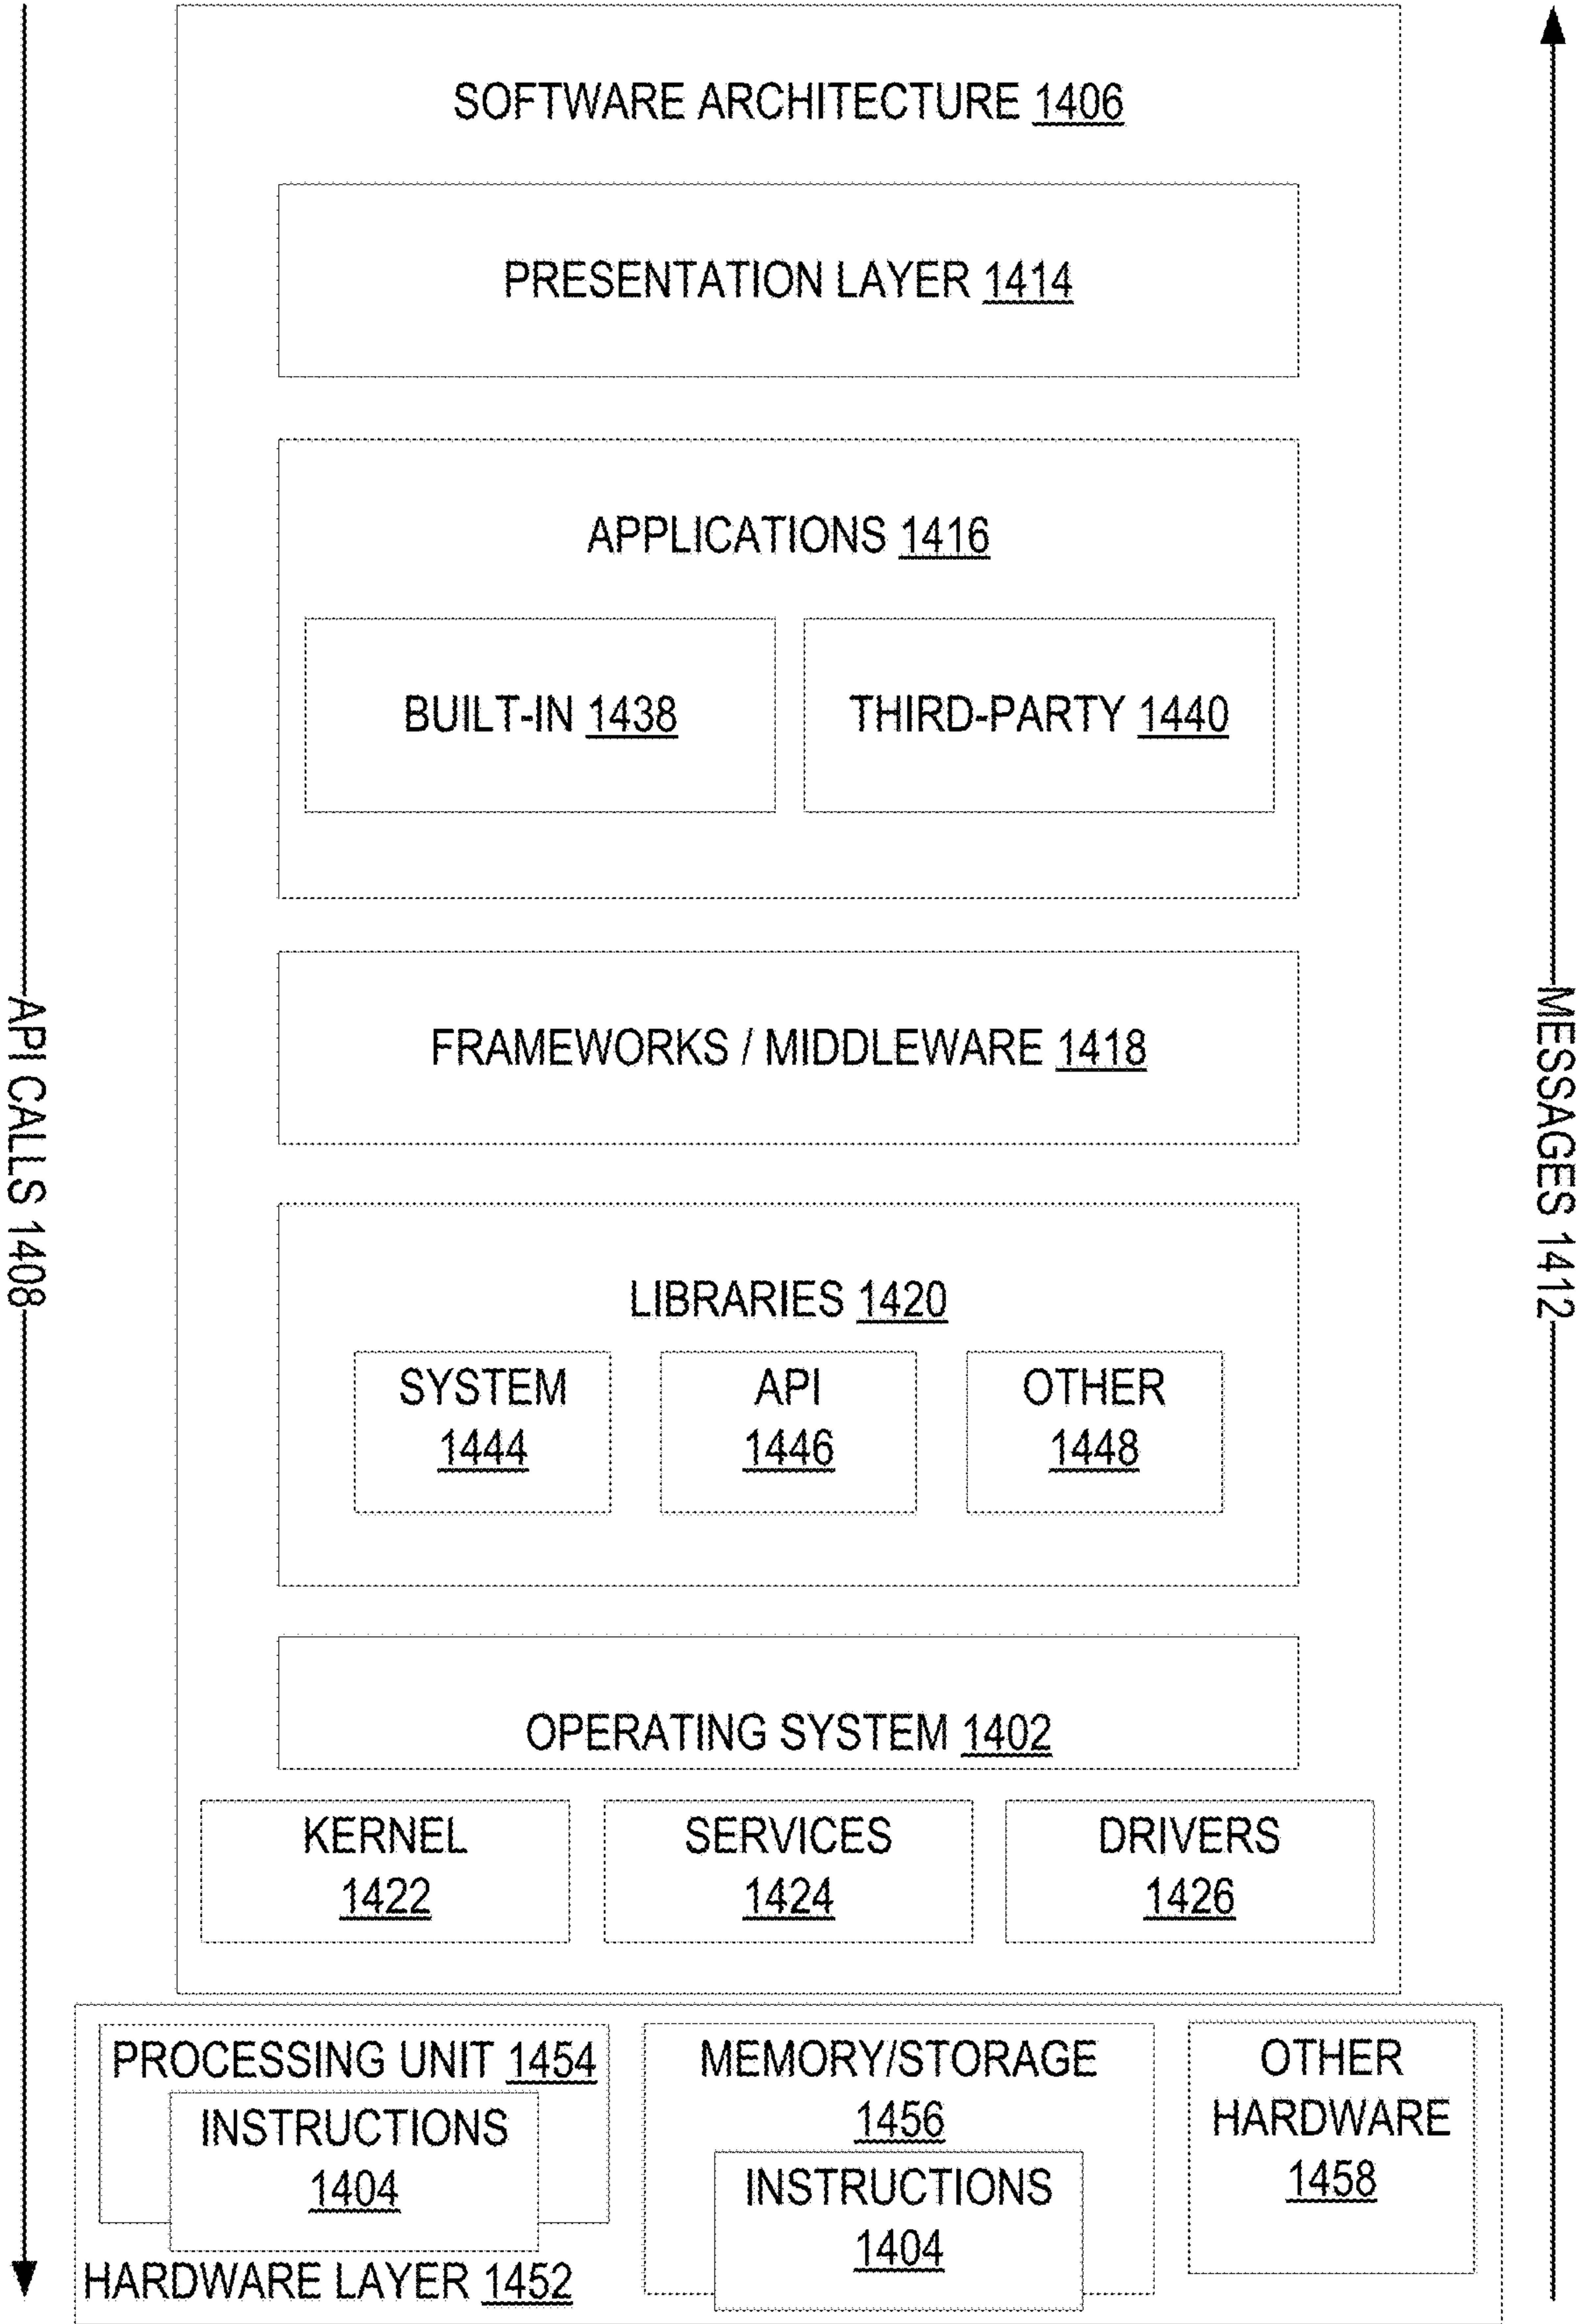 SOFTWARE ARCHITECTURE 1406
PRESENTATION LAYER 1414
APPLICATIONS 1416
BUILT-IN 1438
THIRD-PARTY 1440
FRAMEWORKS / MIDDLEWARE 1418
API CALLS 1408
MESSAGES 1412
LIBRARIES 1420
SYSTEM
1444
API
1446
OTHER
1448
OPERATING SYSTEM 1402
KERNEL
1422
SERVICES
1424
DRIVERS
1426
PROCESSING UNIT 1454
INSTRUCTIONS
1404
MEMORY/STORAGE
1456
INSTRUCTIONS
1404
OTHER
HARDWARE
1458
HARDWARE LAYER 1452